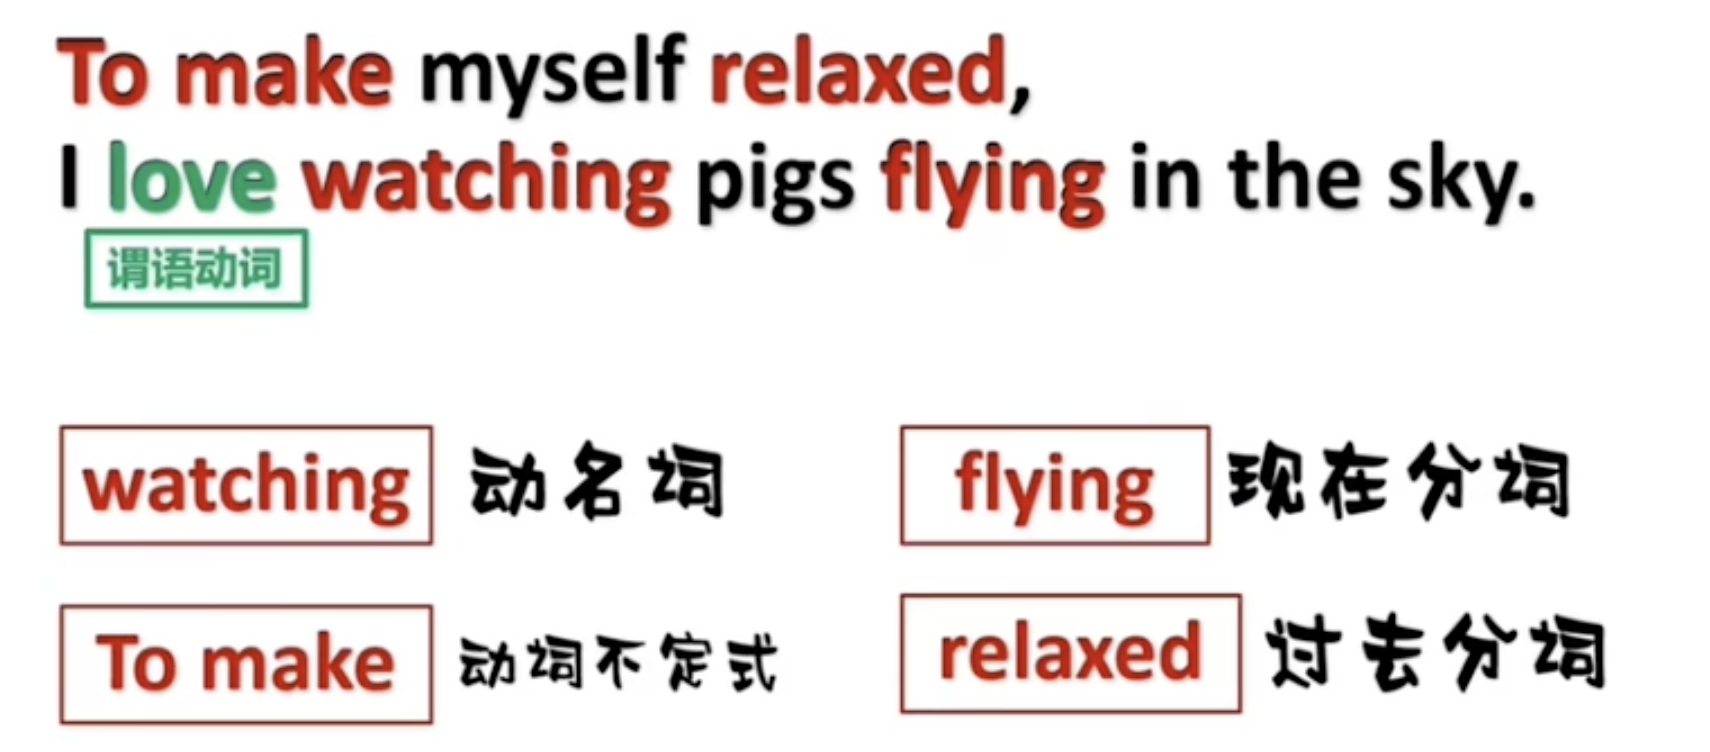 To make myself relaxed,
I love watching pigs flying in the sky.
谓语动词
watching 动名词
flying 现在分词
To make 动词不定式
relaxed 过去分词